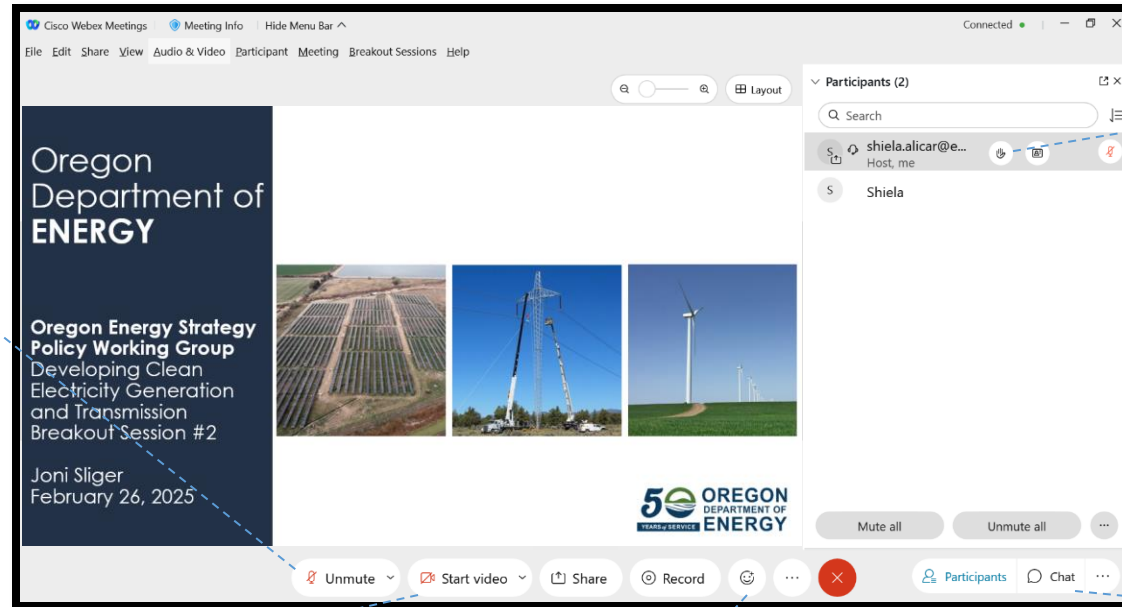 Cisco Webex Meetings
Meeting Info
Hide Menu Bar
Connected
File Edit Share View Audio & Video Participant Meeting Breakout Sessions Help
Layout
Oregon
Department of
ENERGY
Oregon Energy Strategy
Policy Working Group
Developing Clean
Electricity Generation
and Transmission
Breakout Session #2
Joni Sliger
February 26, 2025
50
YEARS of SERVICE
OREGON
DEPARTMENT OF
ENERGY
Participants (2)
Search
S
shiela.alicar@e...
Host, me
S
Shiela
Mute all
Unmute all
...
Unmute
Start video
Share
Record
...
Participants
Chat
...